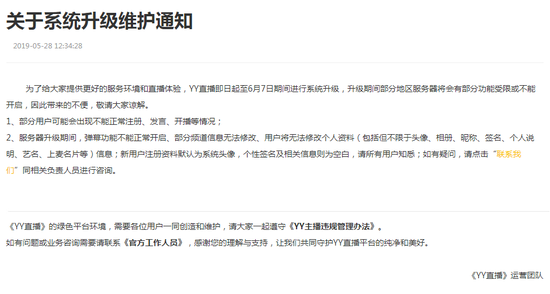 关于系统升级维护通知
2019-05-28 12:34:28
为了给大家提供更好的服务环境和直播体验，YY直播即日起至6月7日期间进行系统升级，升级期间部分地区服务器将会有部分功能受限或不能
开启，因此带来的不便，敬请大家谅解。
1、部分用户可能会出现不能正常注册、发言、开播等情况；
2、服务器升级期间，弹幕功能不能正常开启、部分频道信息无法修改、用户将无法修改个人资料（包括但不限于头像、相册、昵称、签名、个人说
明、艺名、上麦名片等）信息；新用户注册资料默认为系统头像，个性签名及相关信息则为空白，请所有用户知悉；如有疑问，请点击“联系我
们”同相关负责人员进行咨询。
《YY直播》的绿色平台环境，需要各位用户一同创造和维护，请大家一起遵守《YY主播违规管理办法》。
如有问题或业务咨询需要请联系《官方工作人员》，感谢您的理解与支持，让我们共同守护YY直播平台的纯净和美好。
《YY直播》运营团队